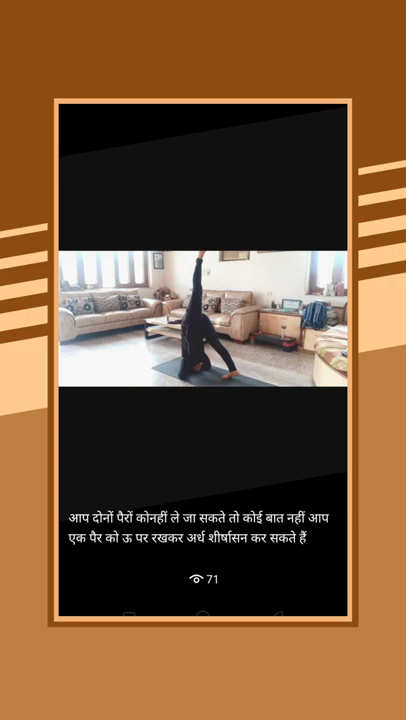 आप दोनों पैरों कोनहीं ले जा सकते तो कोई बात नहीं आप
एक पैर को ऊ पर रखकर अर्ध शीर्षासन कर सकते हैं
71